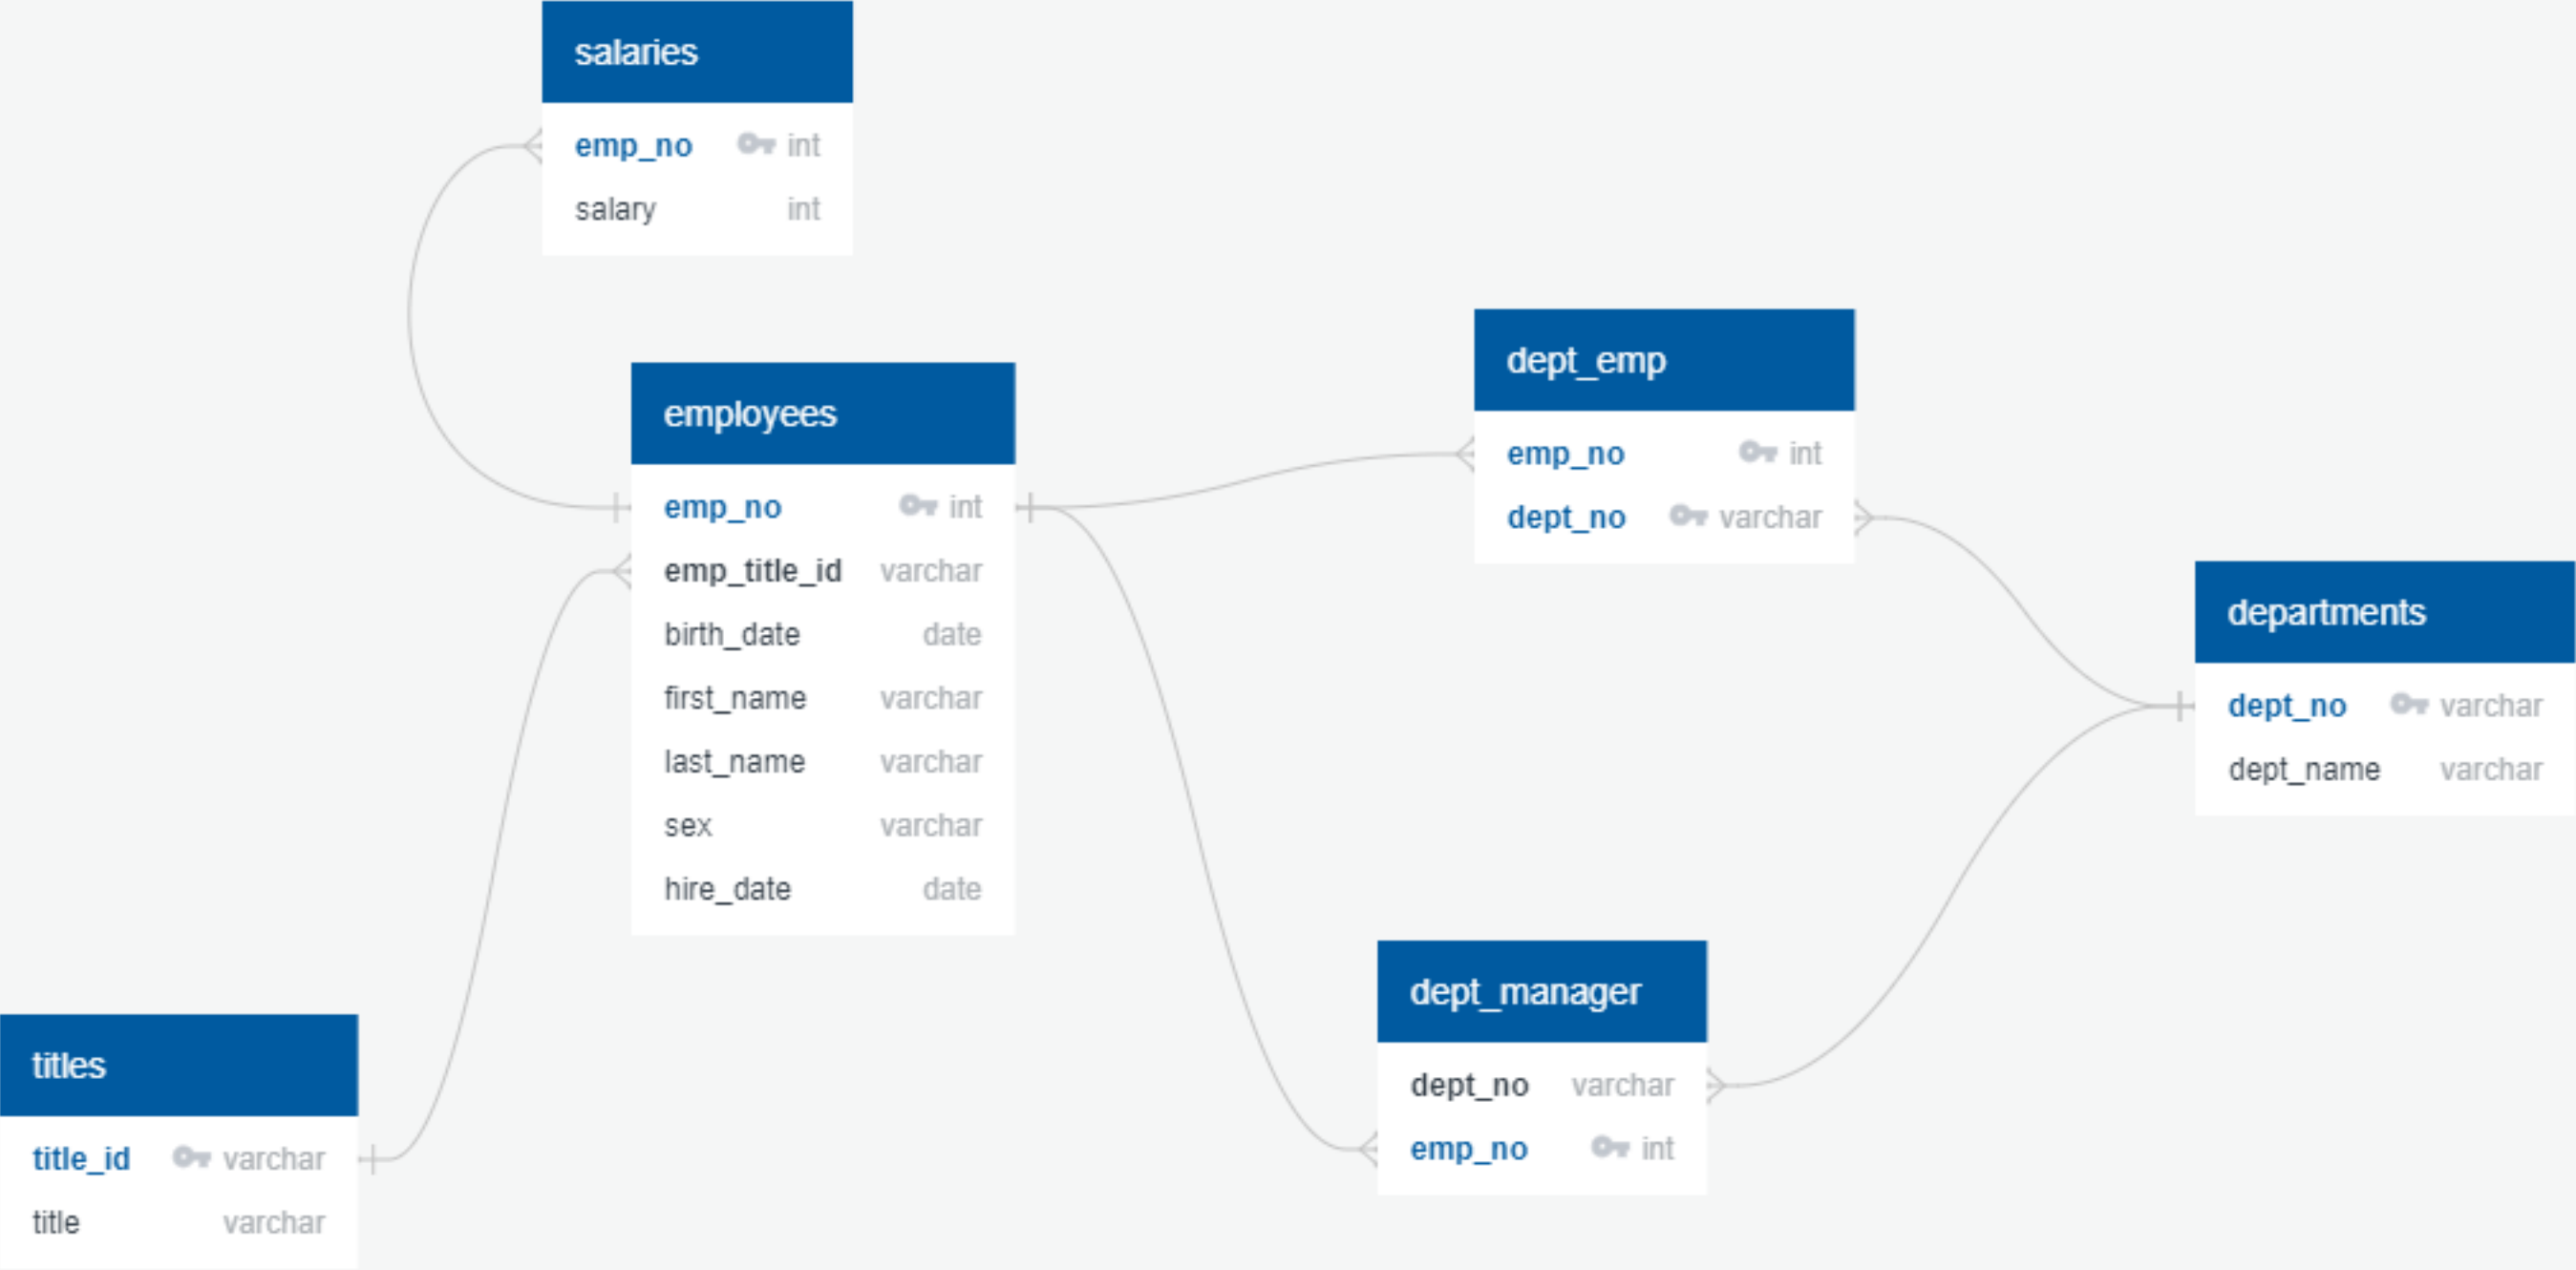 salaries
emp_no int
salary int
employees
emp_no int
emp_title_id varchar
birth_date date
first_name varchar
last_name varchar
sex varchar
hire_date date
dept_emp
emp_no int
dept_no varchar
departments
dept_no varchar
dept_name varchar
dept_manager
dept_no varchar
emp_no int
titles
title_id varchar
title varchar